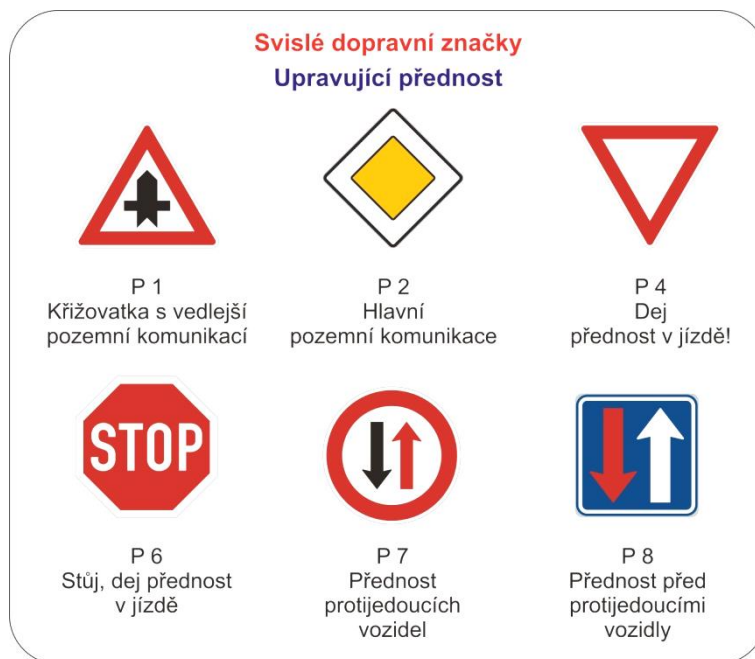 Svislé dopravní značky
Upravující přednost
P 1
Křižovatka s vedlejší
pozemní komunikací
P 2
Hlavní
pozemní komunikace
P 4
Dej
přednost v jízdě!
STOP
P 6
Stůj, dej přednost
v jízdě
P 7
Přednost
protijedoucích
vozidel
P 8
Přednost před
protijedoucími
vozidly